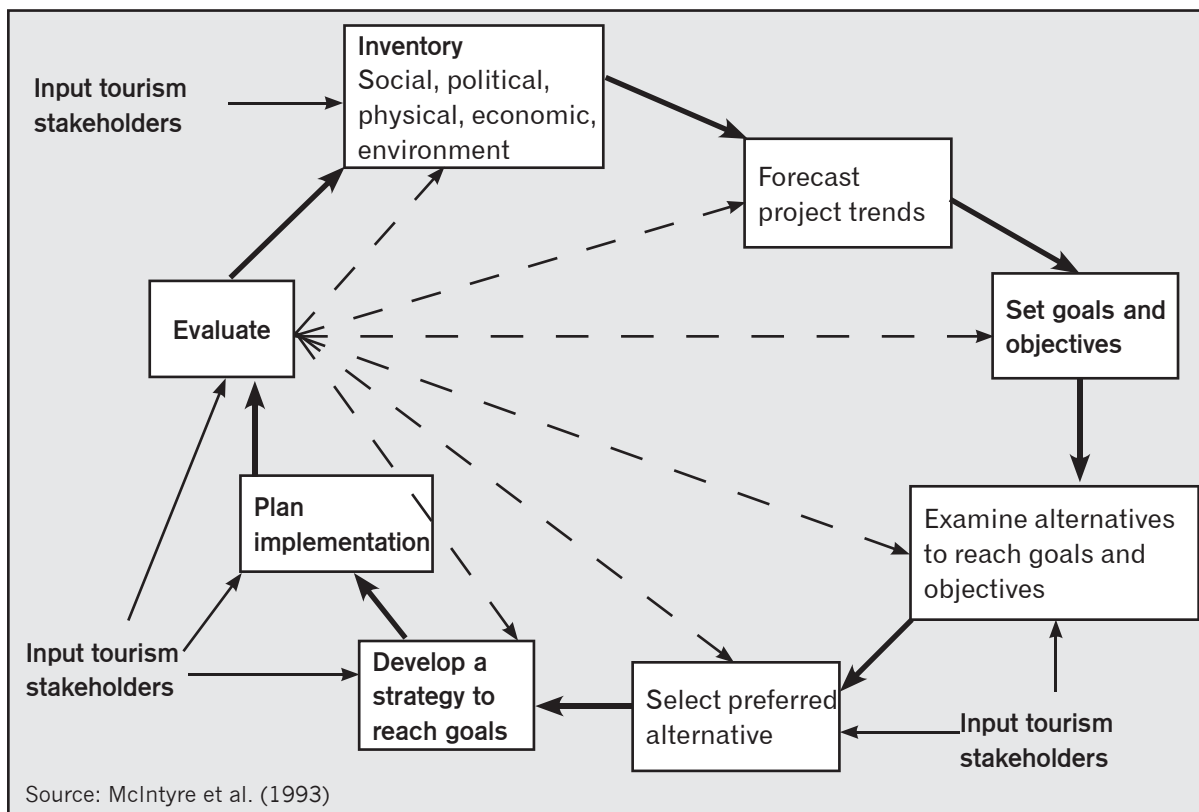 Inventory
Social, political,
physical, economic,
environment
Input tourism
stakeholders
Forecast
project trends
Set goals and
objectives
Evaluate
Plan
implementation
Examine alternatives
to reach goals and
objectives
Input tourism
stakeholders
Develop a
strategy to
reach goals
Select preferred
alternative
Input tourism
stakeholders
Source: McIntyre et al. (1993)